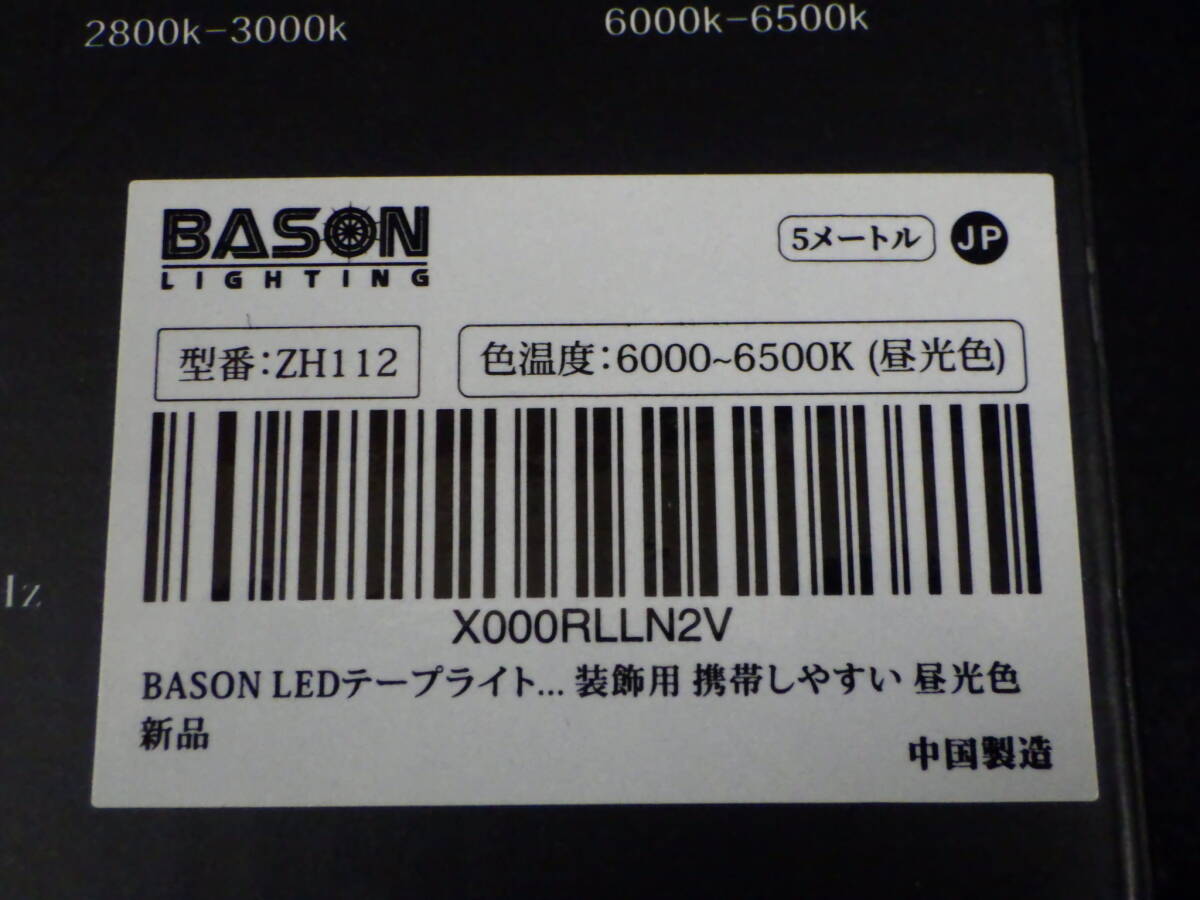 2800k-3000k 6000k-6500k
BASON
LIGHTING
5メートル JP
型番:ZH112 色温度:6000~6500K (昼光色)
X000RLLN2V
BASON LEDテープライト... 装飾用 携帯しやすい 昼光色
新品
中国製造